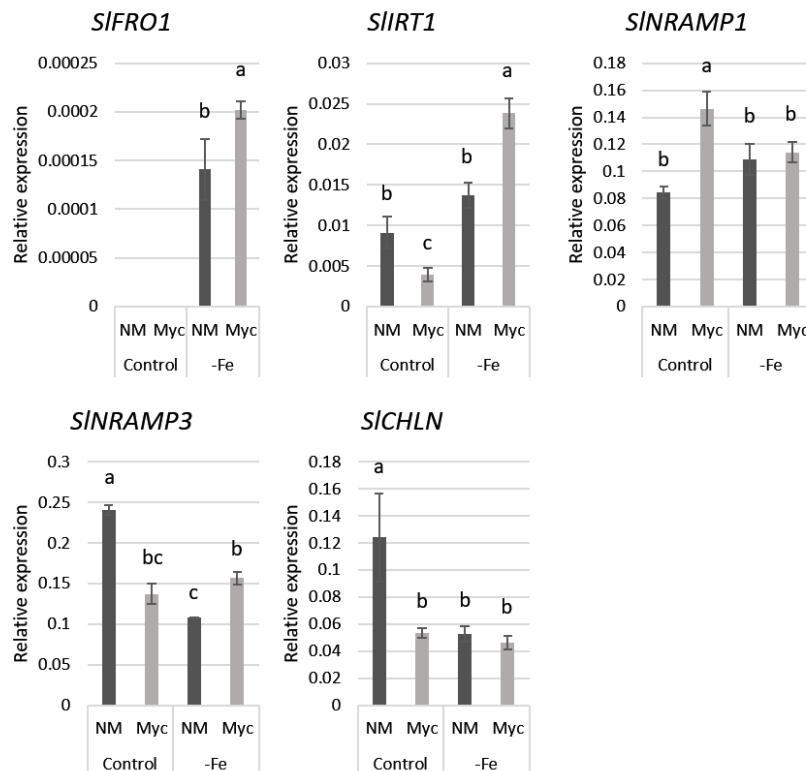 SlFRO1
Relative expression
0.00025
0.0002
0.00015
0.0001
0.00005
0
b
a
NM Myc NM Myc
Control -Fe
SlIRT1
Relative expression
0.03
0.025
0.02
0.015
0.01
0.005
0
b
c
b
a
NM Myc NM Myc
Control -Fe
SlNRAMP1
Relative expression
0.18
0.16
0.14
0.12
0.1
0.08
0.06
0.04
0.02
0
b
a
b
b
NM Myc NM Myc
Control -Fe
SlNRAMP3
Relative expression
0.3
0.25
0.2
0.15
0.1
0.05
0
a
bc
c
b
NM Myc NM Myc
Control -Fe
SlCHLN
Relative expression
0.18
0.16
0.14
0.12
0.1
0.08
0.06
0.04
0.02
0
a
b
b
b
NM Myc NM Myc
Control -Fe